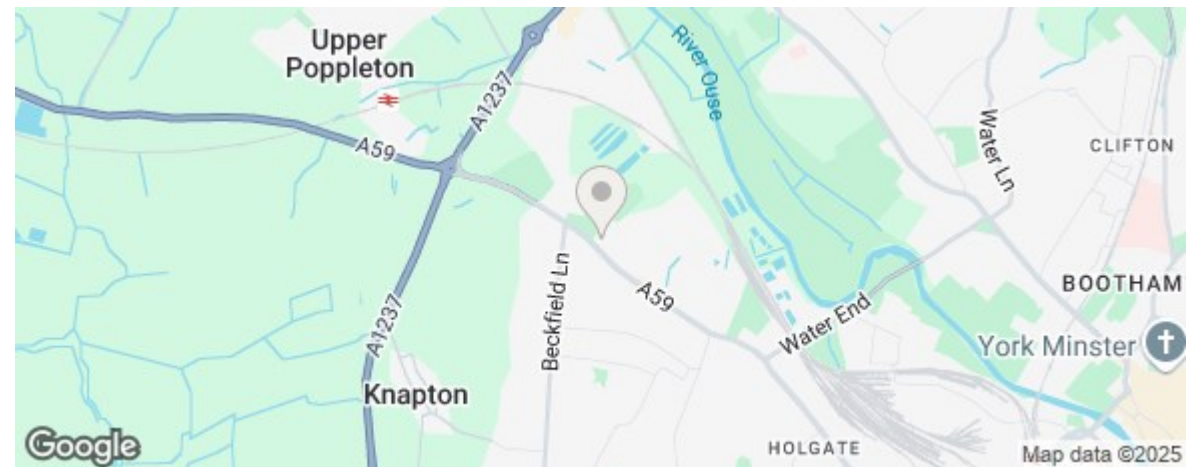 Upper
Poppleton
A1237
A59
River Ouse
Water Ln
CLIFTON
Beckfield Ln
A59
A1237
BOOTHAM
Water End
York Minster
Knapton
HOLGATE
Google
Map data ©2025